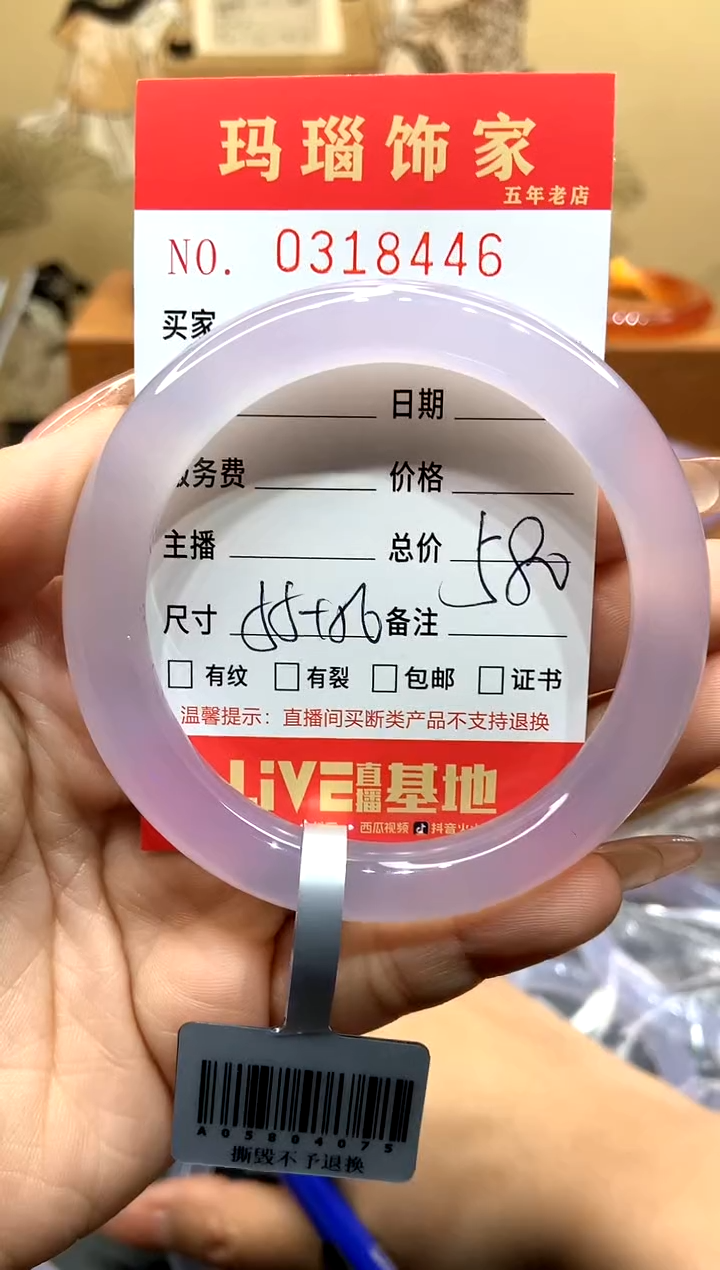 玛瑙饰家
五年老店
NO. 0318446
买家
日期
务费 价格
主播 总价 580
尺寸 备注
有纹 有裂 包邮 证书
温馨提示：直播间买断类产品不支持退换
LiVE直播基地
西瓜视频 抖音火
A05804075
撕毁不予退换